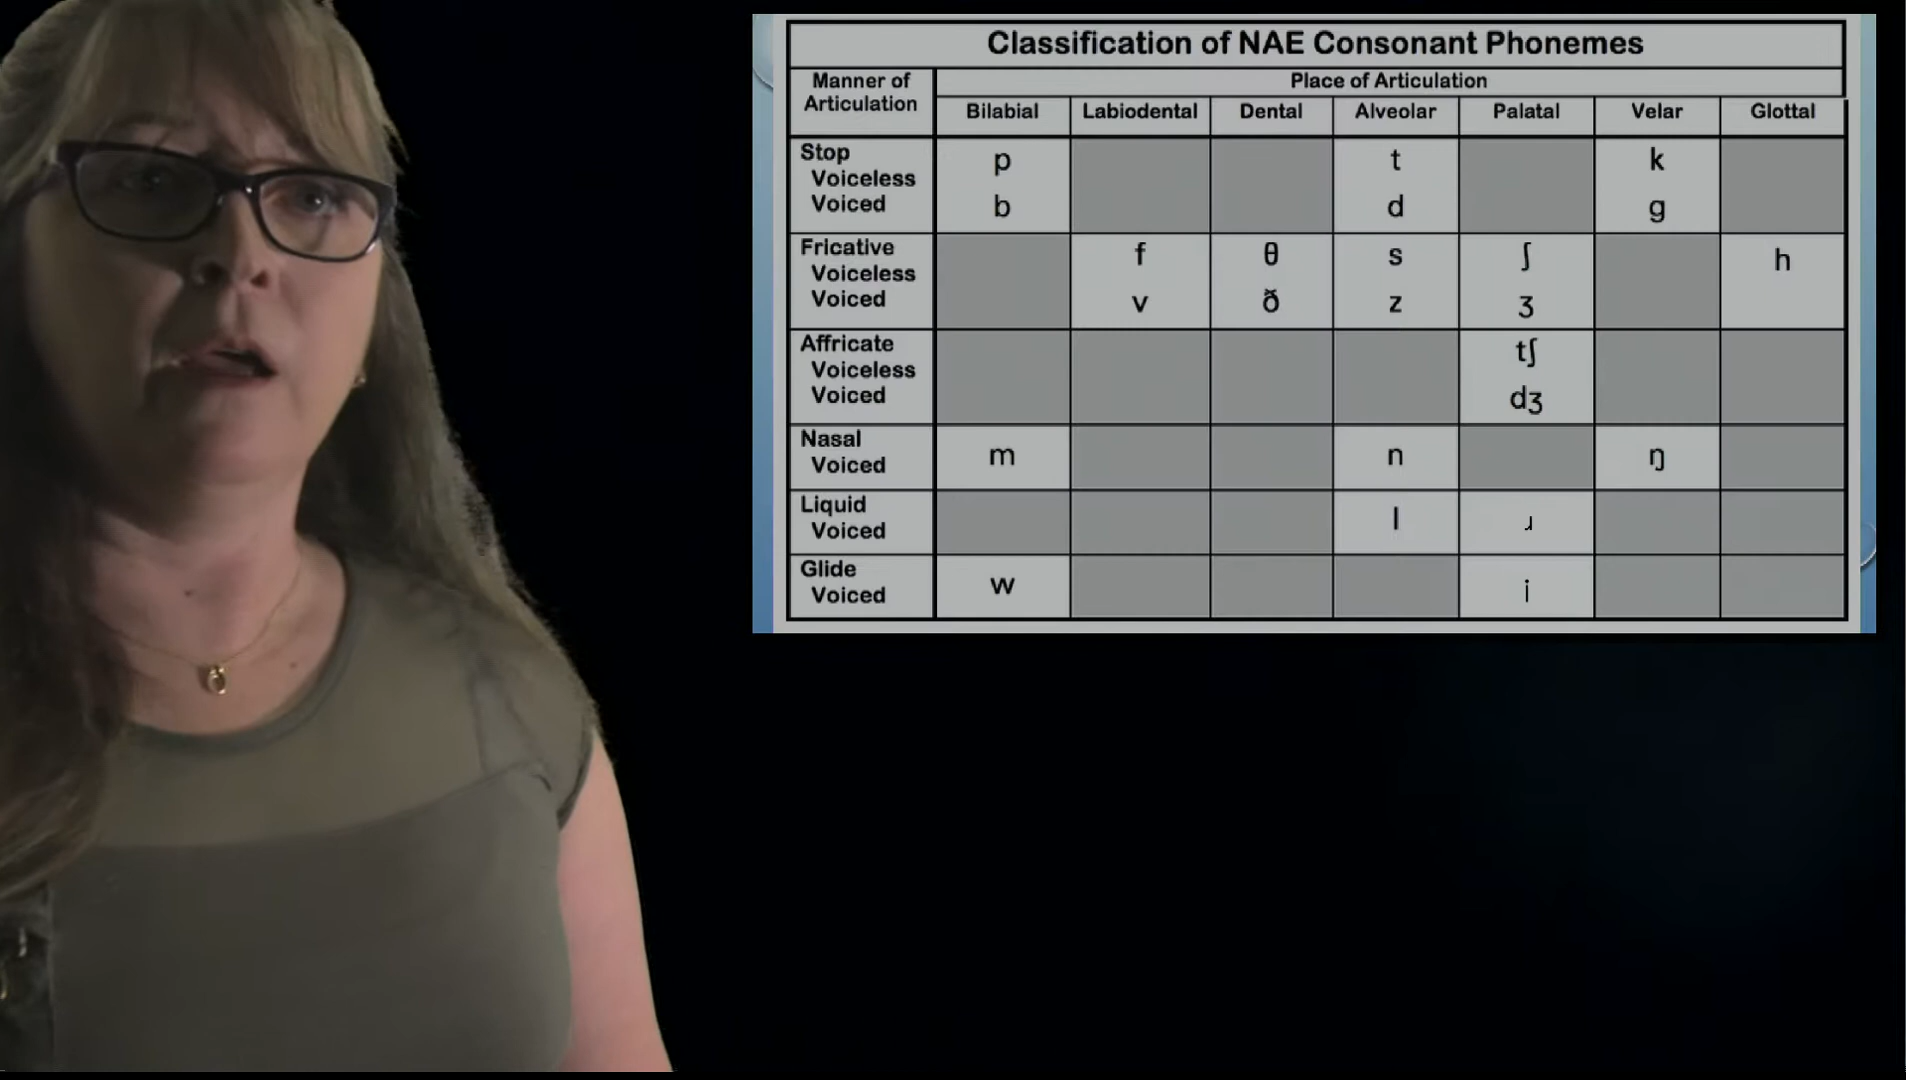 Classification of NAE Consonant Phonemes
Manner of Articulation
Place of Articulation
Bilabial Labiodental Dental Alveolar Palatal Velar Glottal
Stop
Voiceless p t k
Voiced b d g
Fricative
Voiceless f θ s ʃ h
Voiced v ð z ʒ
Affricate
Voiceless tʃ
Voiced dʒ
Nasal
Voiced m n ŋ
Liquid
Voiced l ɹ
Glide
Voiced w j